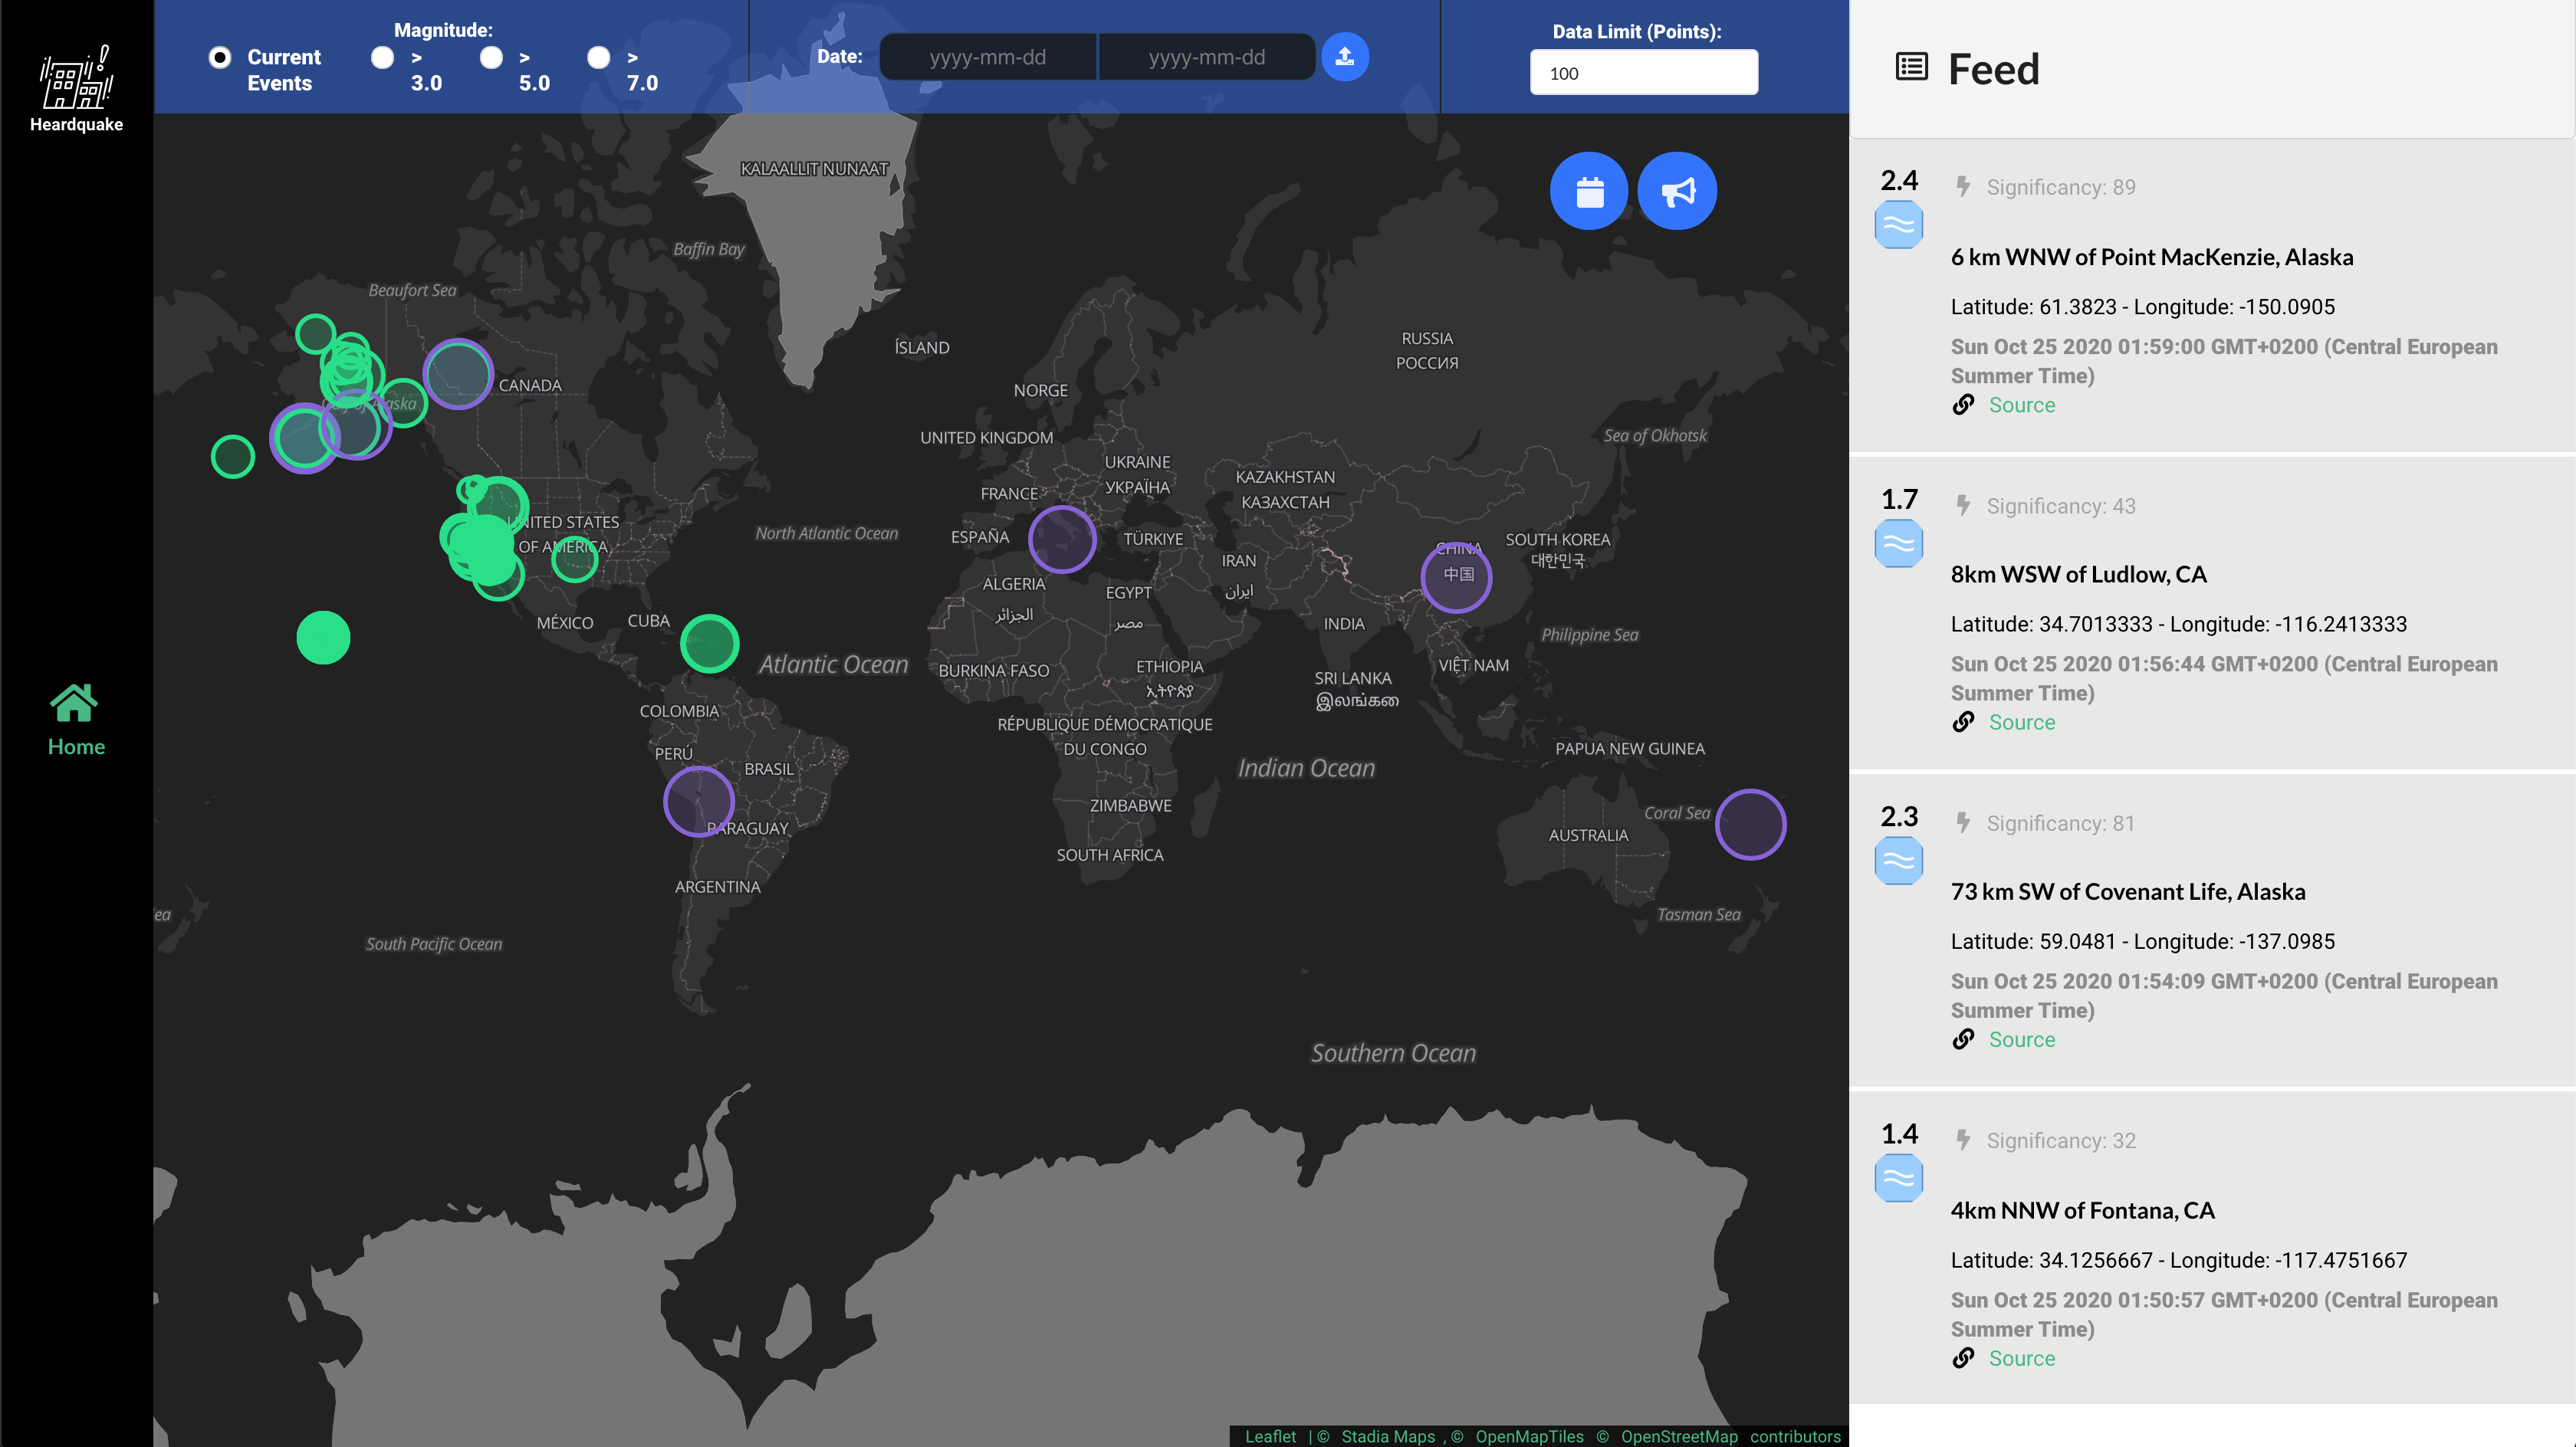 Heardquake
Home
Magnitude:
Current
Events
>
3.0
>
5.0
>
7.0
Date:
yyyy-mm-dd
yyyy-mm-dd
Data Limit (Points):
100
KALAALLIT NUNAAT
Baffin Bay
Beaufort Sea
ÍSLAND
RUSSIA
РОССИЯ
CANADA
NORGE
UNITED KINGDOM
Sea of Okhotsk
UKRAINE
УКРАЇНА
KAZAKHSTAN
ҚАЗАҚСТАН
FRANCE
UNITED STATES
OF AMERICA
North Atlantic Ocean
ESPAÑA
TÜRKIYE
SOUTH KOREA
대한민국
CHINA
中国
IRAN
ایران
ALGERIA
الجزائر
EGYPT
مصر
MÉXICO
CUBA
INDIA
Philippine Sea
Atlantic Ocean
BURKINA FASO
ETHIOPIA
ኢትዮጵያ
VIỆT NAM
SRI LANKA
இலங்கை
COLOMBIA
RÉPUBLIQUE DÉMOCRATIQUE
DU CONGO
PERÚ
BRASIL
PAPUA NEW GUINEA
Indian Ocean
ZIMBABWE
Coral Sea
PARAGUAY
AUSTRALIA
SOUTH AFRICA
ARGENTINA
ea
Tasman Sea
South Pacific Ocean
Southern Ocean
Leaflet | © Stadia Maps , © OpenMapTiles © OpenStreetMap contributors
Feed
2.4
Significancy: 89
6 km WNW of Point MacKenzie, Alaska
Latitude: 61.3823 - Longitude: -150.0905
Sun Oct 25 2020 01:59:00 GMT+0200 (Central European
Summer Time)
Source
1.7
Significancy: 43
8km WSW of Ludlow, CA
Latitude: 34.7013333 - Longitude: -116.2413333
Sun Oct 25 2020 01:56:44 GMT+0200 (Central European
Summer Time)
Source
2.3
Significancy: 81
73 km SW of Covenant Life, Alaska
Latitude: 59.0481 - Longitude: -137.0985
Sun Oct 25 2020 01:54:09 GMT+0200 (Central European
Summer Time)
Source
1.4
Significancy: 32
4km NNW of Fontana, CA
Latitude: 34.1256667 - Longitude: -117.4751667
Sun Oct 25 2020 01:50:57 GMT+0200 (Central European
Summer Time)
Source